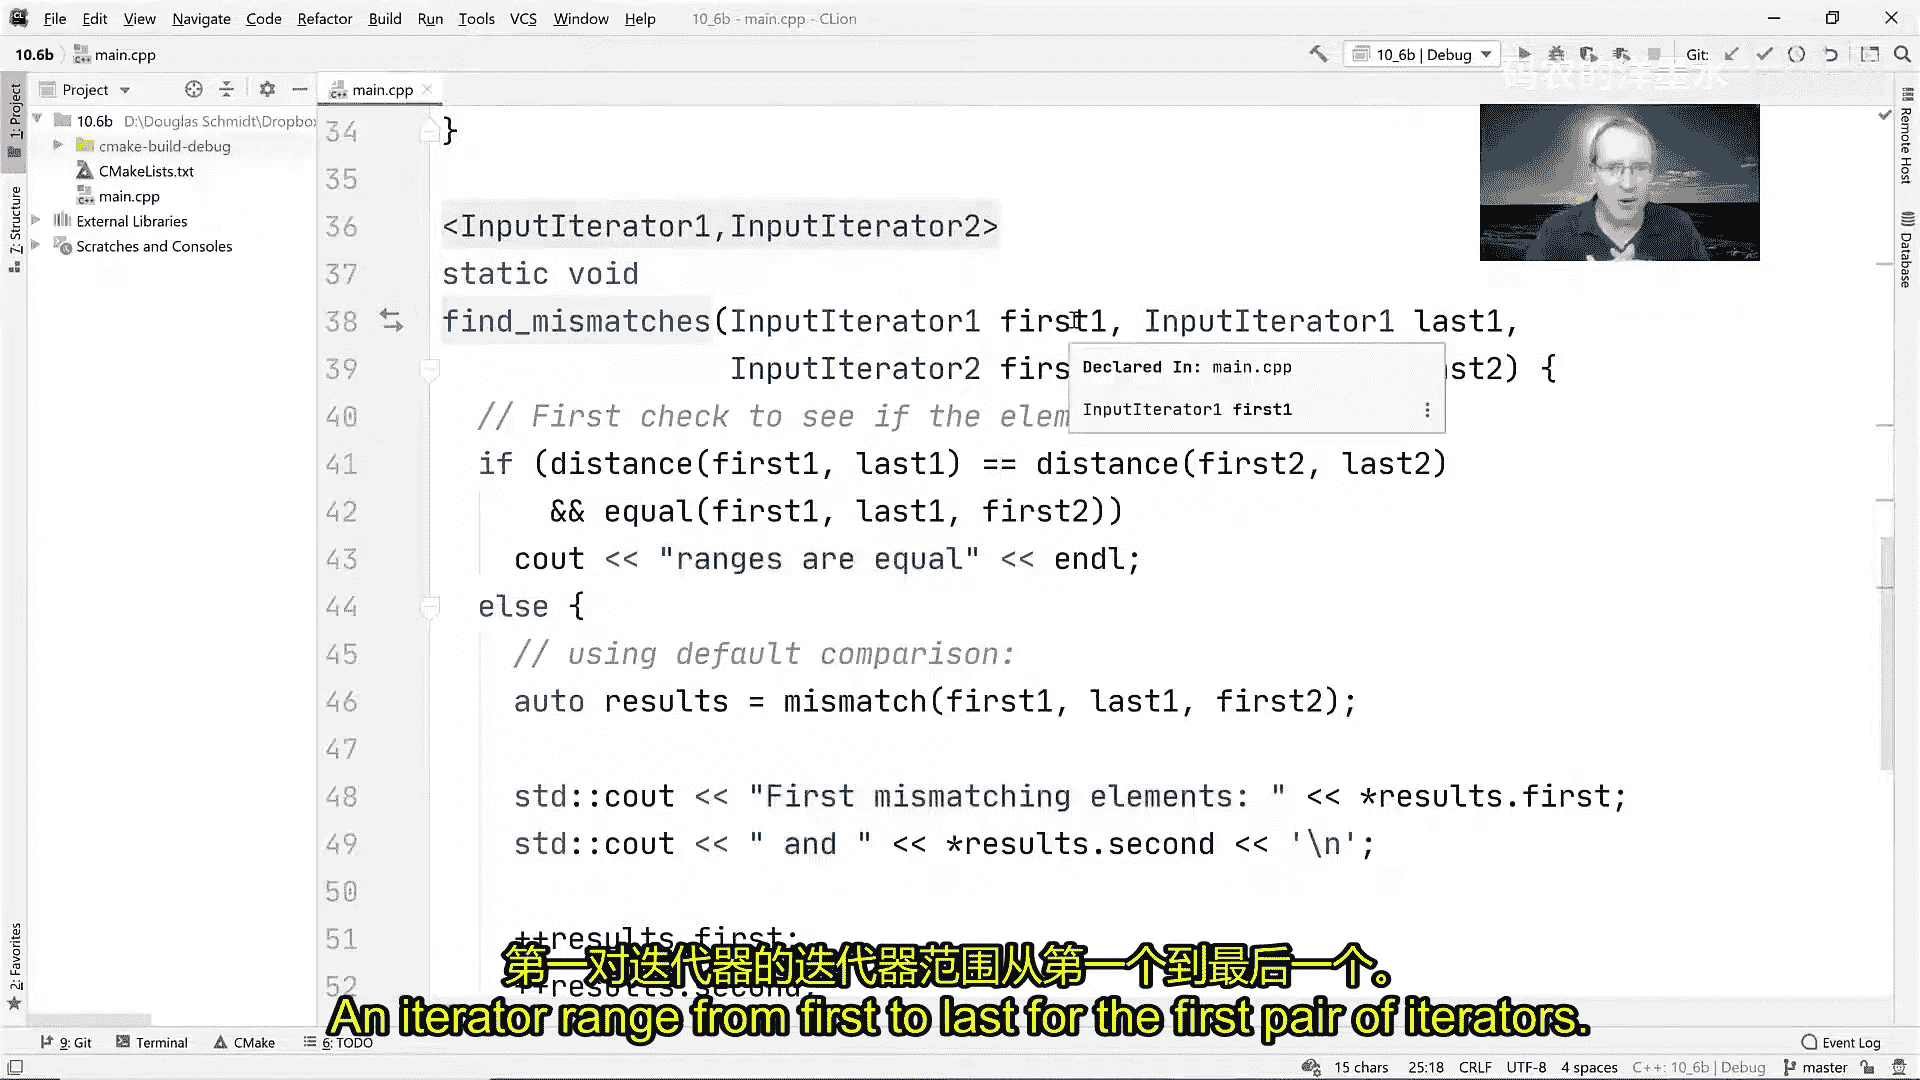 File Edit View Navigate Code Refactor Build Run Tools VCS Window Help 10_6b - main.cpp - CLion
10.6b main.cpp 10_6b | Debug Git:
Project main.cpp
1: Project
Z: Structure
2: Favorites
10.6b D:\Douglas Schmidt\Dropbox
cmake-build-debug
CMakeLists.txt
main.cpp
External Libraries
Scratches and Consoles
34 }
35
36 <InputIterator1,InputIterator2>
37 static void
38 find_mismatches(InputIterator1 first1, InputIterator1 last1,
39 InputIterator2 firs st2) {
Declared In: main.cpp
InputIterator1 first1
40 // First check to see if the elem
41 if (distance(first1, last1) == distance(first2, last2)
42 && equal(first1, last1, first2))
43 cout << "ranges are equal" << endl;
44 else {
45 // using default comparison:
46 auto results = mismatch(first1, last1, first2);
47
48 std::cout << "First mismatching elements: " << *results.first;
49 std::cout << " and " << *results.second << '\n';
50
51 ++results.first;
52 ++results.second;
第一对迭代器的迭代器范围从第一个到最后一个。
An iterator range from first to last for the first pair of iterators.
Remote Host
Database
9: Git Terminal CMake 6: TODO Event Log
15 chars 25:18 CRLF UTF-8 4 spaces C++: 10_6b | Debug master